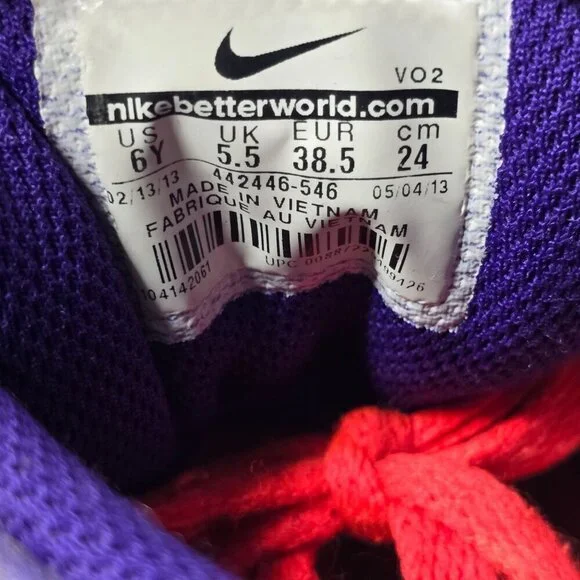 VO2
nikebetterworld.com
US UK EUR cm
6Y 5.5 38.5 24
02/13/13 442446-546 05/04/13
MADE IN VIETNAM
FABRIQUE AU VIETNAM
UPC